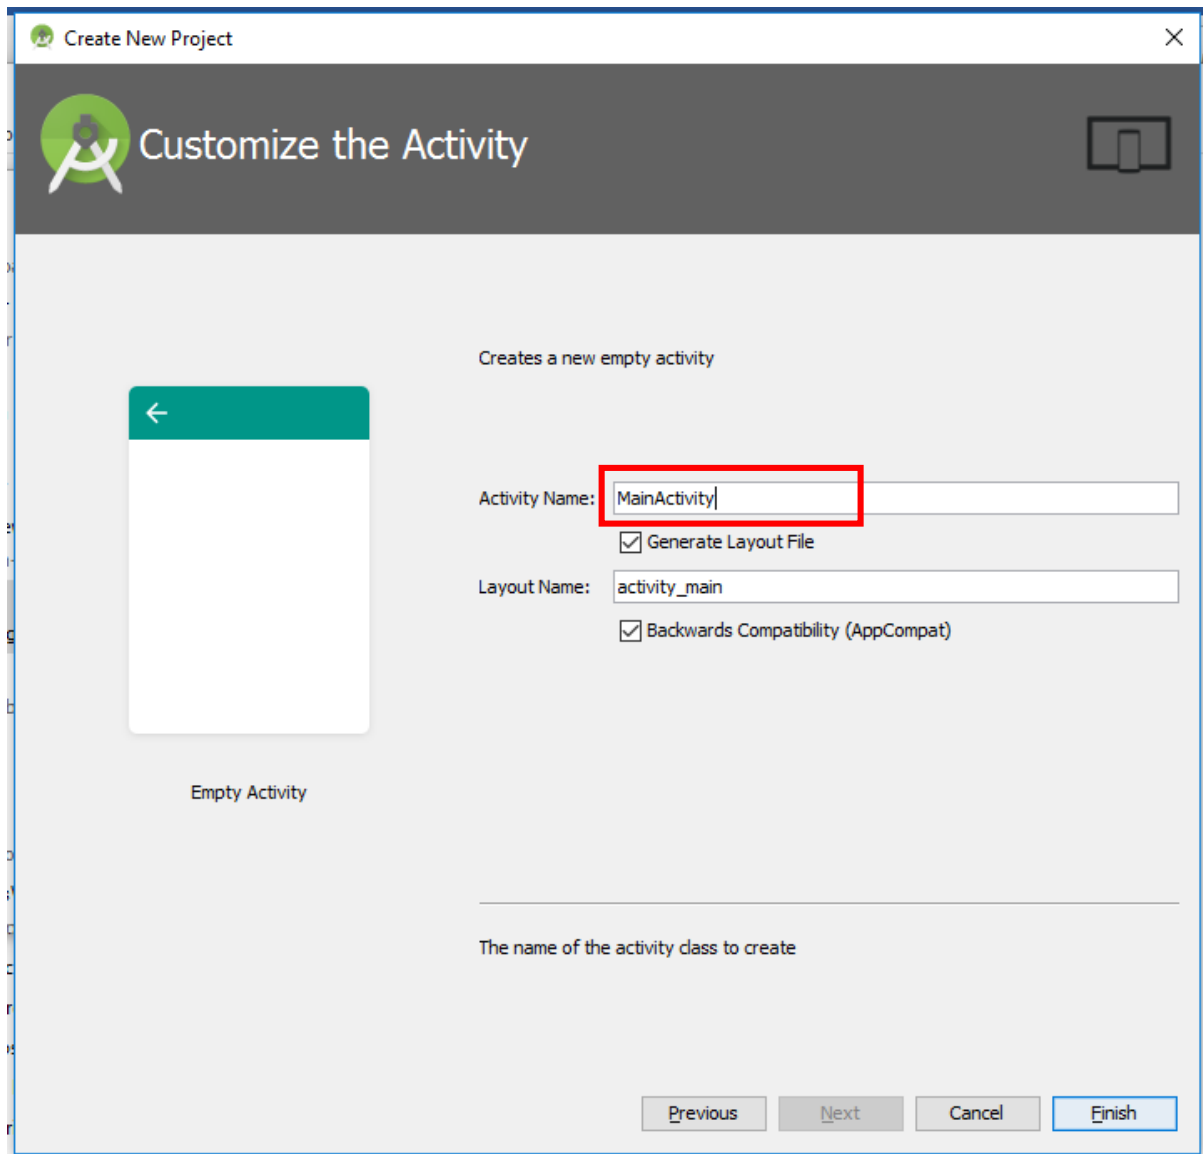 Create New Project
Customize the Activity
Creates a new empty activity
Activity Name: MainActivity
Generate Layout File
Layout Name: activity_main
Backwards Compatibility (AppCompat)
Empty Activity
The name of the activity class to create
Previous Next Cancel Finish